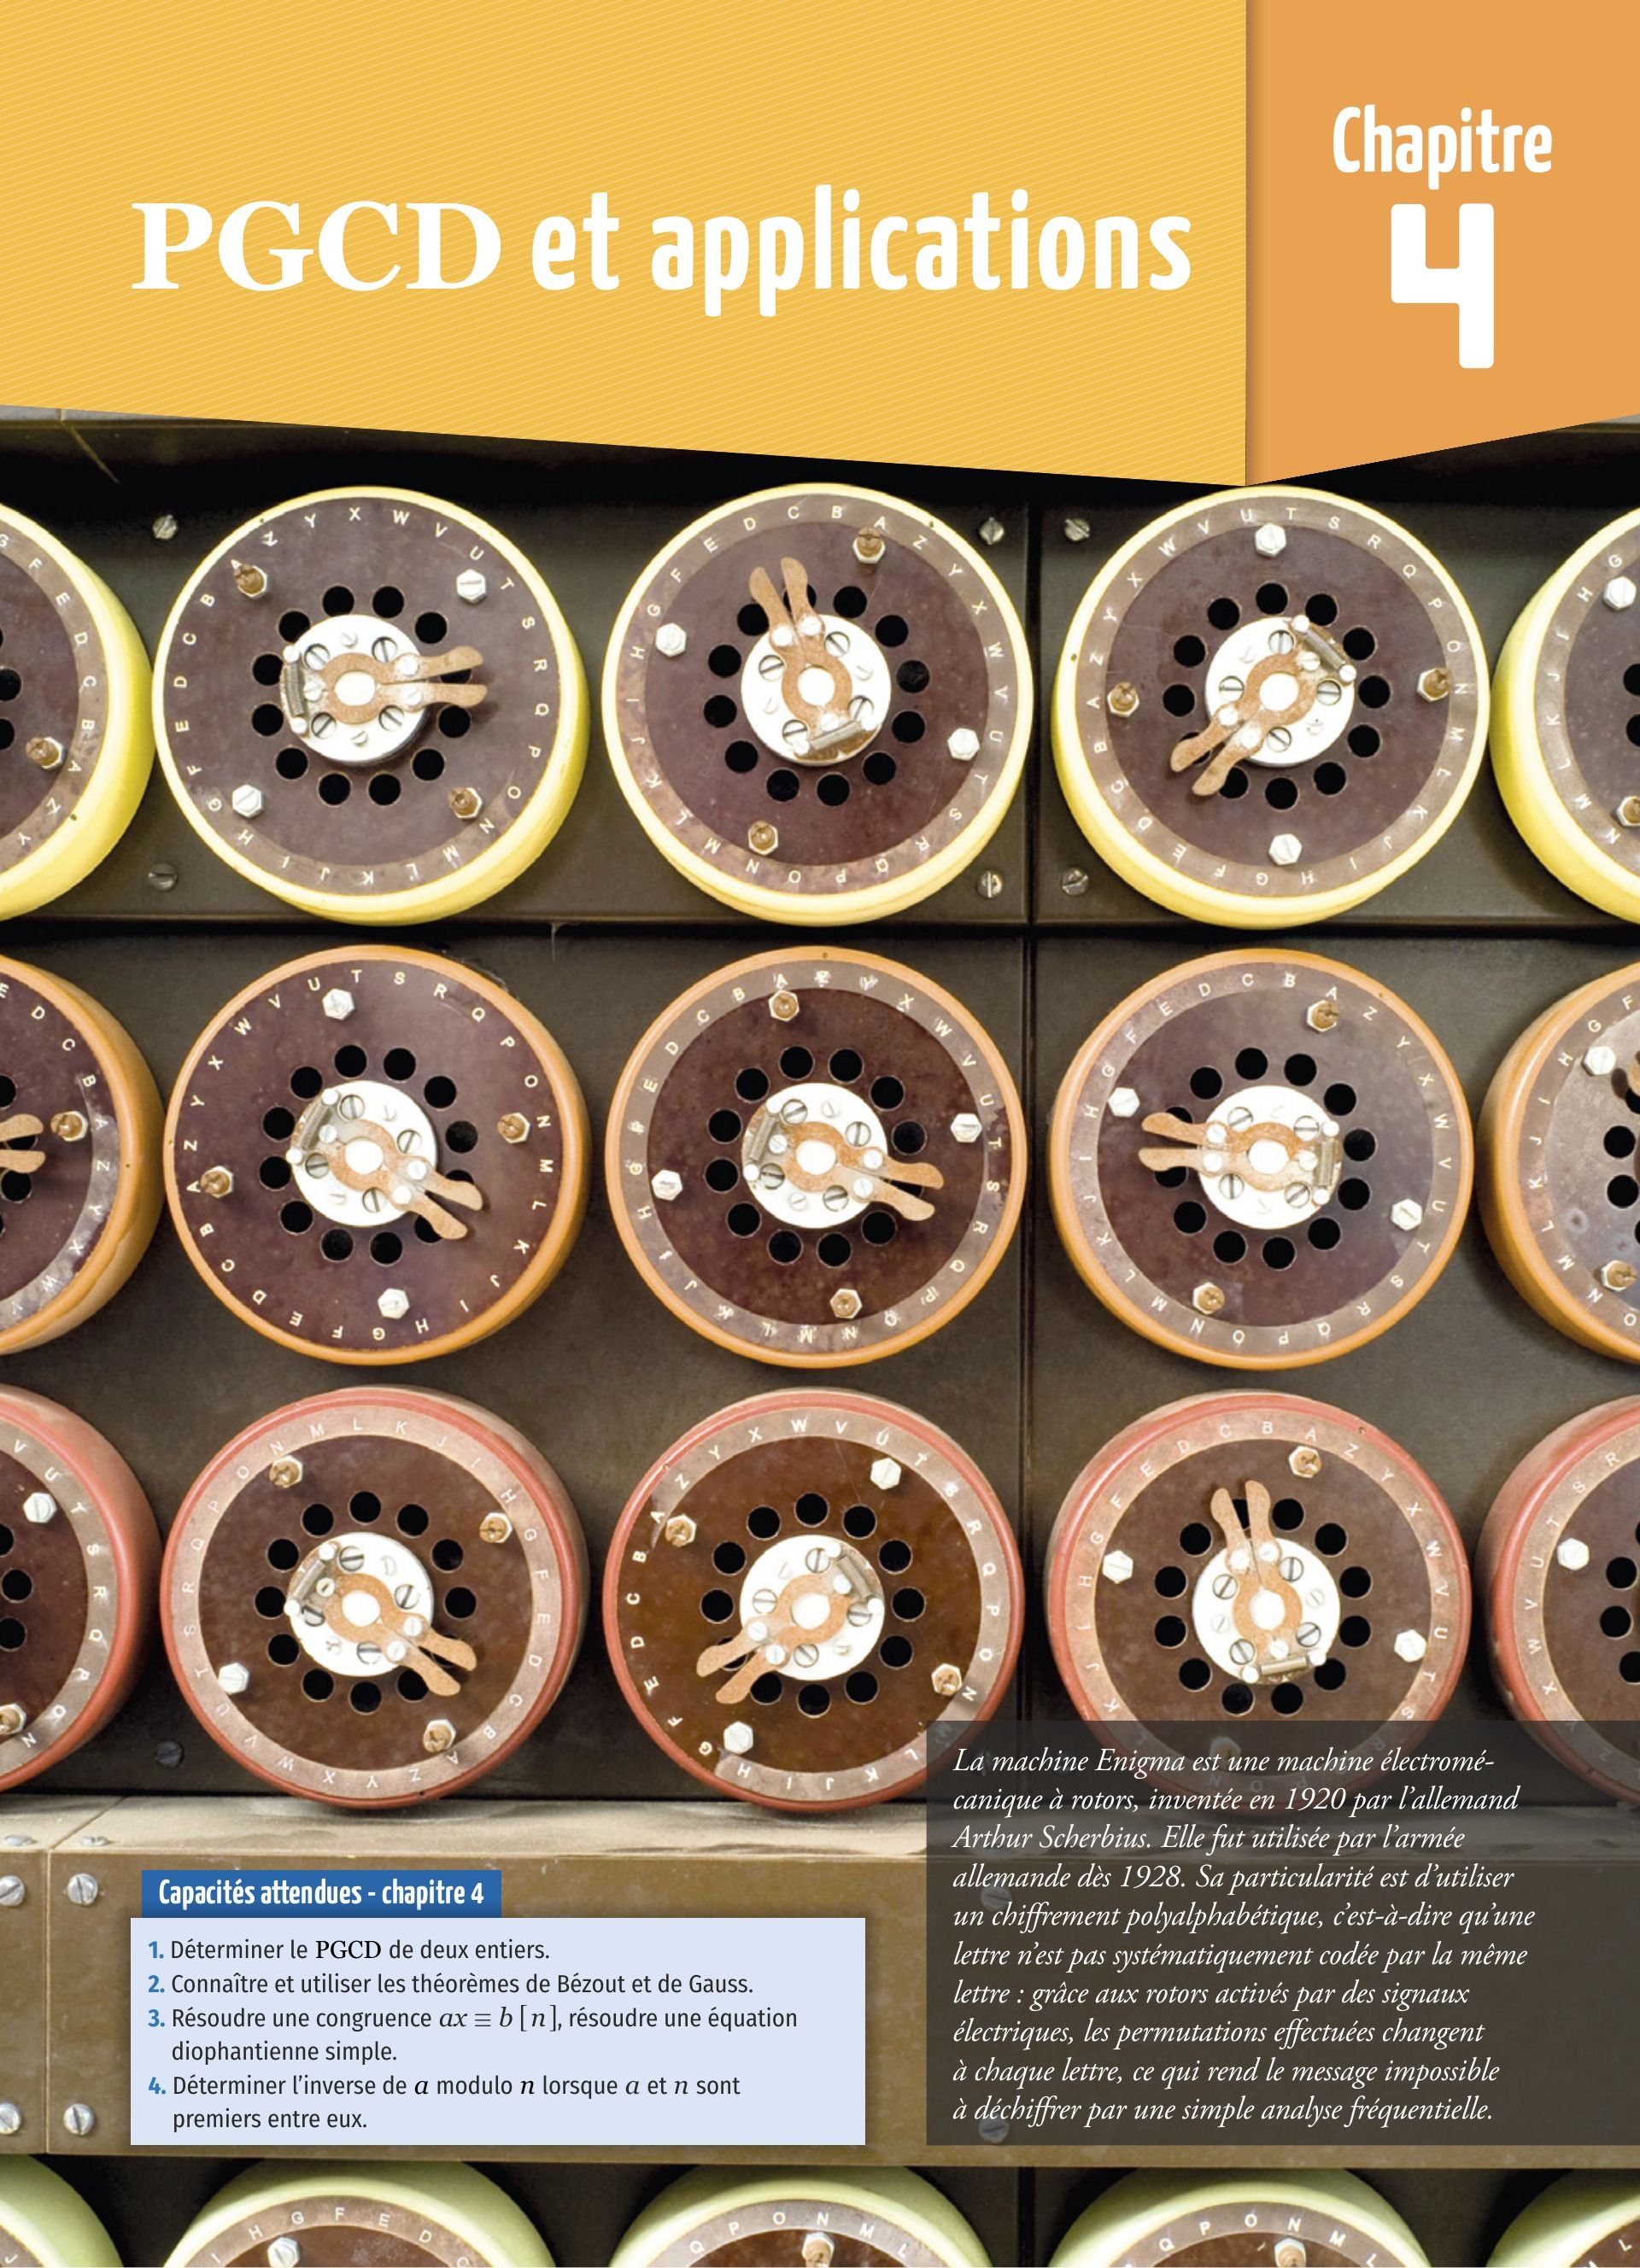 Chapitre
4
PGCD et applications
Capacités attendues - chapitre 4
1. Déterminer le PGCD de deux entiers.
2. Connaître et utiliser les théorèmes de Bézout et de Gauss.
3. Résoudre une congruence ax ≡ b [n], résoudre une équation
diophantienne simple.
4. Déterminer l’inverse de a modulo n lorsque a et n sont
premiers entre eux.
La machine Enigma est une machine électromé-
canique à rotors, inventée en 1920 par l’allemand
Arthur Scherbius. Elle fut utilisée par l’armée
allemande dès 1928. Sa particularité est d’utiliser
un chiffrement polyalphabétique, c’est-à-dire qu’une
lettre n’est pas systématiquement codée par la même
lettre : grâce aux rotors activés par des signaux
électriques, les permutations effectuées changent
à chaque lettre, ce qui rend le message impossible
à déchiffrer par une simple analyse fréquentielle.